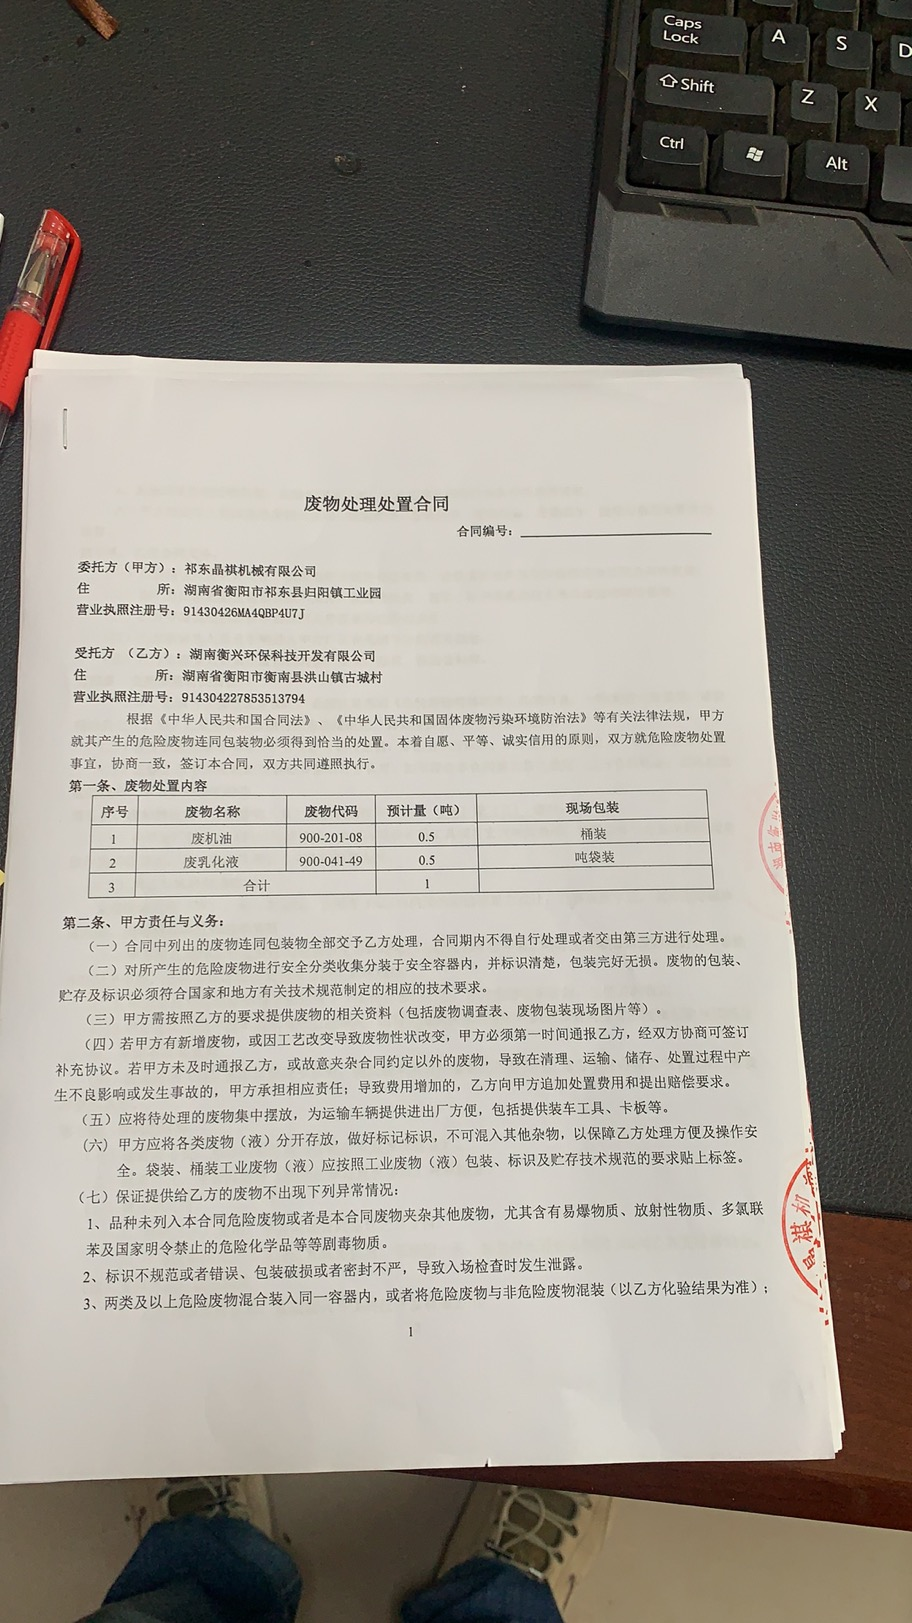 Caps
Lock
A
S
D
Shift
Z
X
Ctrl
Alt
废物处理处置合同
合同编号：
委托方（甲方）：祁东晶祺机械有限公司
住 所：湖南省衡阳市祁东县归阳镇工业园
营业执照注册号：91430426MA4QBP4U7J
受托方 （乙方）：湖南衡兴环保科技开发有限公司
住 所：湖南省衡阳市衡南县洪山镇古城村
营业执照注册号：914304227853513794
根据《中华人民共和国合同法》、《中华人民共和国固体废物污染环境防治法》等有关法律法规，甲方
就其产生的危险废物连同包装物必须得到恰当的处置。本着自愿、平等、诚实信用的原则，双方就危险废物处置
事宜，协商一致，签订本合同，双方共同遵照执行。
第一条、废物处置内容
序号 废物名称 废物代码 预计量（吨） 现场包装
1 废机油 900-201-08 0.5 桶装
2 废乳化液 900-041-49 0.5 吨袋装
3 合计 1
第二条、甲方责任与义务：
（一）合同中列出的废物连同包装物全部交予乙方处理，合同期内不得自行处理或者交由第三方进行处理。
（二）对所产生的危险废物进行安全分类收集分装于安全容器内，并标识清楚，包装完好无损。废物的包装、
贮存及标识必须符合国家和地方有关技术规范制定的相应的技术要求。
（三）甲方需按照乙方的要求提供废物的相关资料（包括废物调查表、废物包装现场图片等）。
（四）若甲方有新增废物，或因工艺改变导致废物性状改变，甲方必须第一时间通报乙方，经双方协商可签订
补充协议。若甲方未及时通报乙方，或故意夹杂合同约定以外的废物，导致在清理、运输、储存、处置过程中产
生不良影响或发生事故的，甲方承担相应责任；导致费用增加的，乙方向甲方追加处置费用和提出赔偿要求。
（五）应将待处理的废物集中摆放，为运输车辆提供进出厂方便，包括提供装车工具、卡板等。
（六）甲方应将各类废物（液）分开存放，做好标记标识，不可混入其他杂物，以保障乙方处理方便及操作安
全。袋装、桶装工业废物（液）应按照工业废物（液）包装、标识及贮存技术规范的要求贴上标签。
（七）保证提供给乙方的废物不出现下列异常情况：
1、品种未列入本合同危险废物或者是本合同废物夹杂其他废物，尤其含有易爆物质、放射性物质、多氯联
苯及国家明令禁止的危险化学品等等剧毒物质。
2、标识不规范或者错误、包装破损或者密封不严，导致入场检查时发生泄露。
3、两类及以上危险废物混合装入同一容器内，或者将危险废物与非危险废物混装（以乙方化验结果为准）；
1
祺机